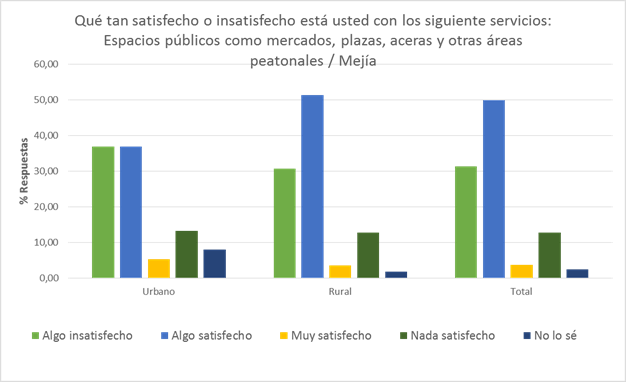 Qué tan satisfecho o insatisfecho está usted con los siguiente servicios:
Espacios públicos como mercados, plazas, aceras y otras áreas
peatonales / Mejía
60,00
50,00
40,00
30,00
20,00
10,00
0,00
% Respuestas
Urbano Rural Total
Algo insatisfecho Algo satisfecho Muy satisfecho Nada satisfecho No lo sé